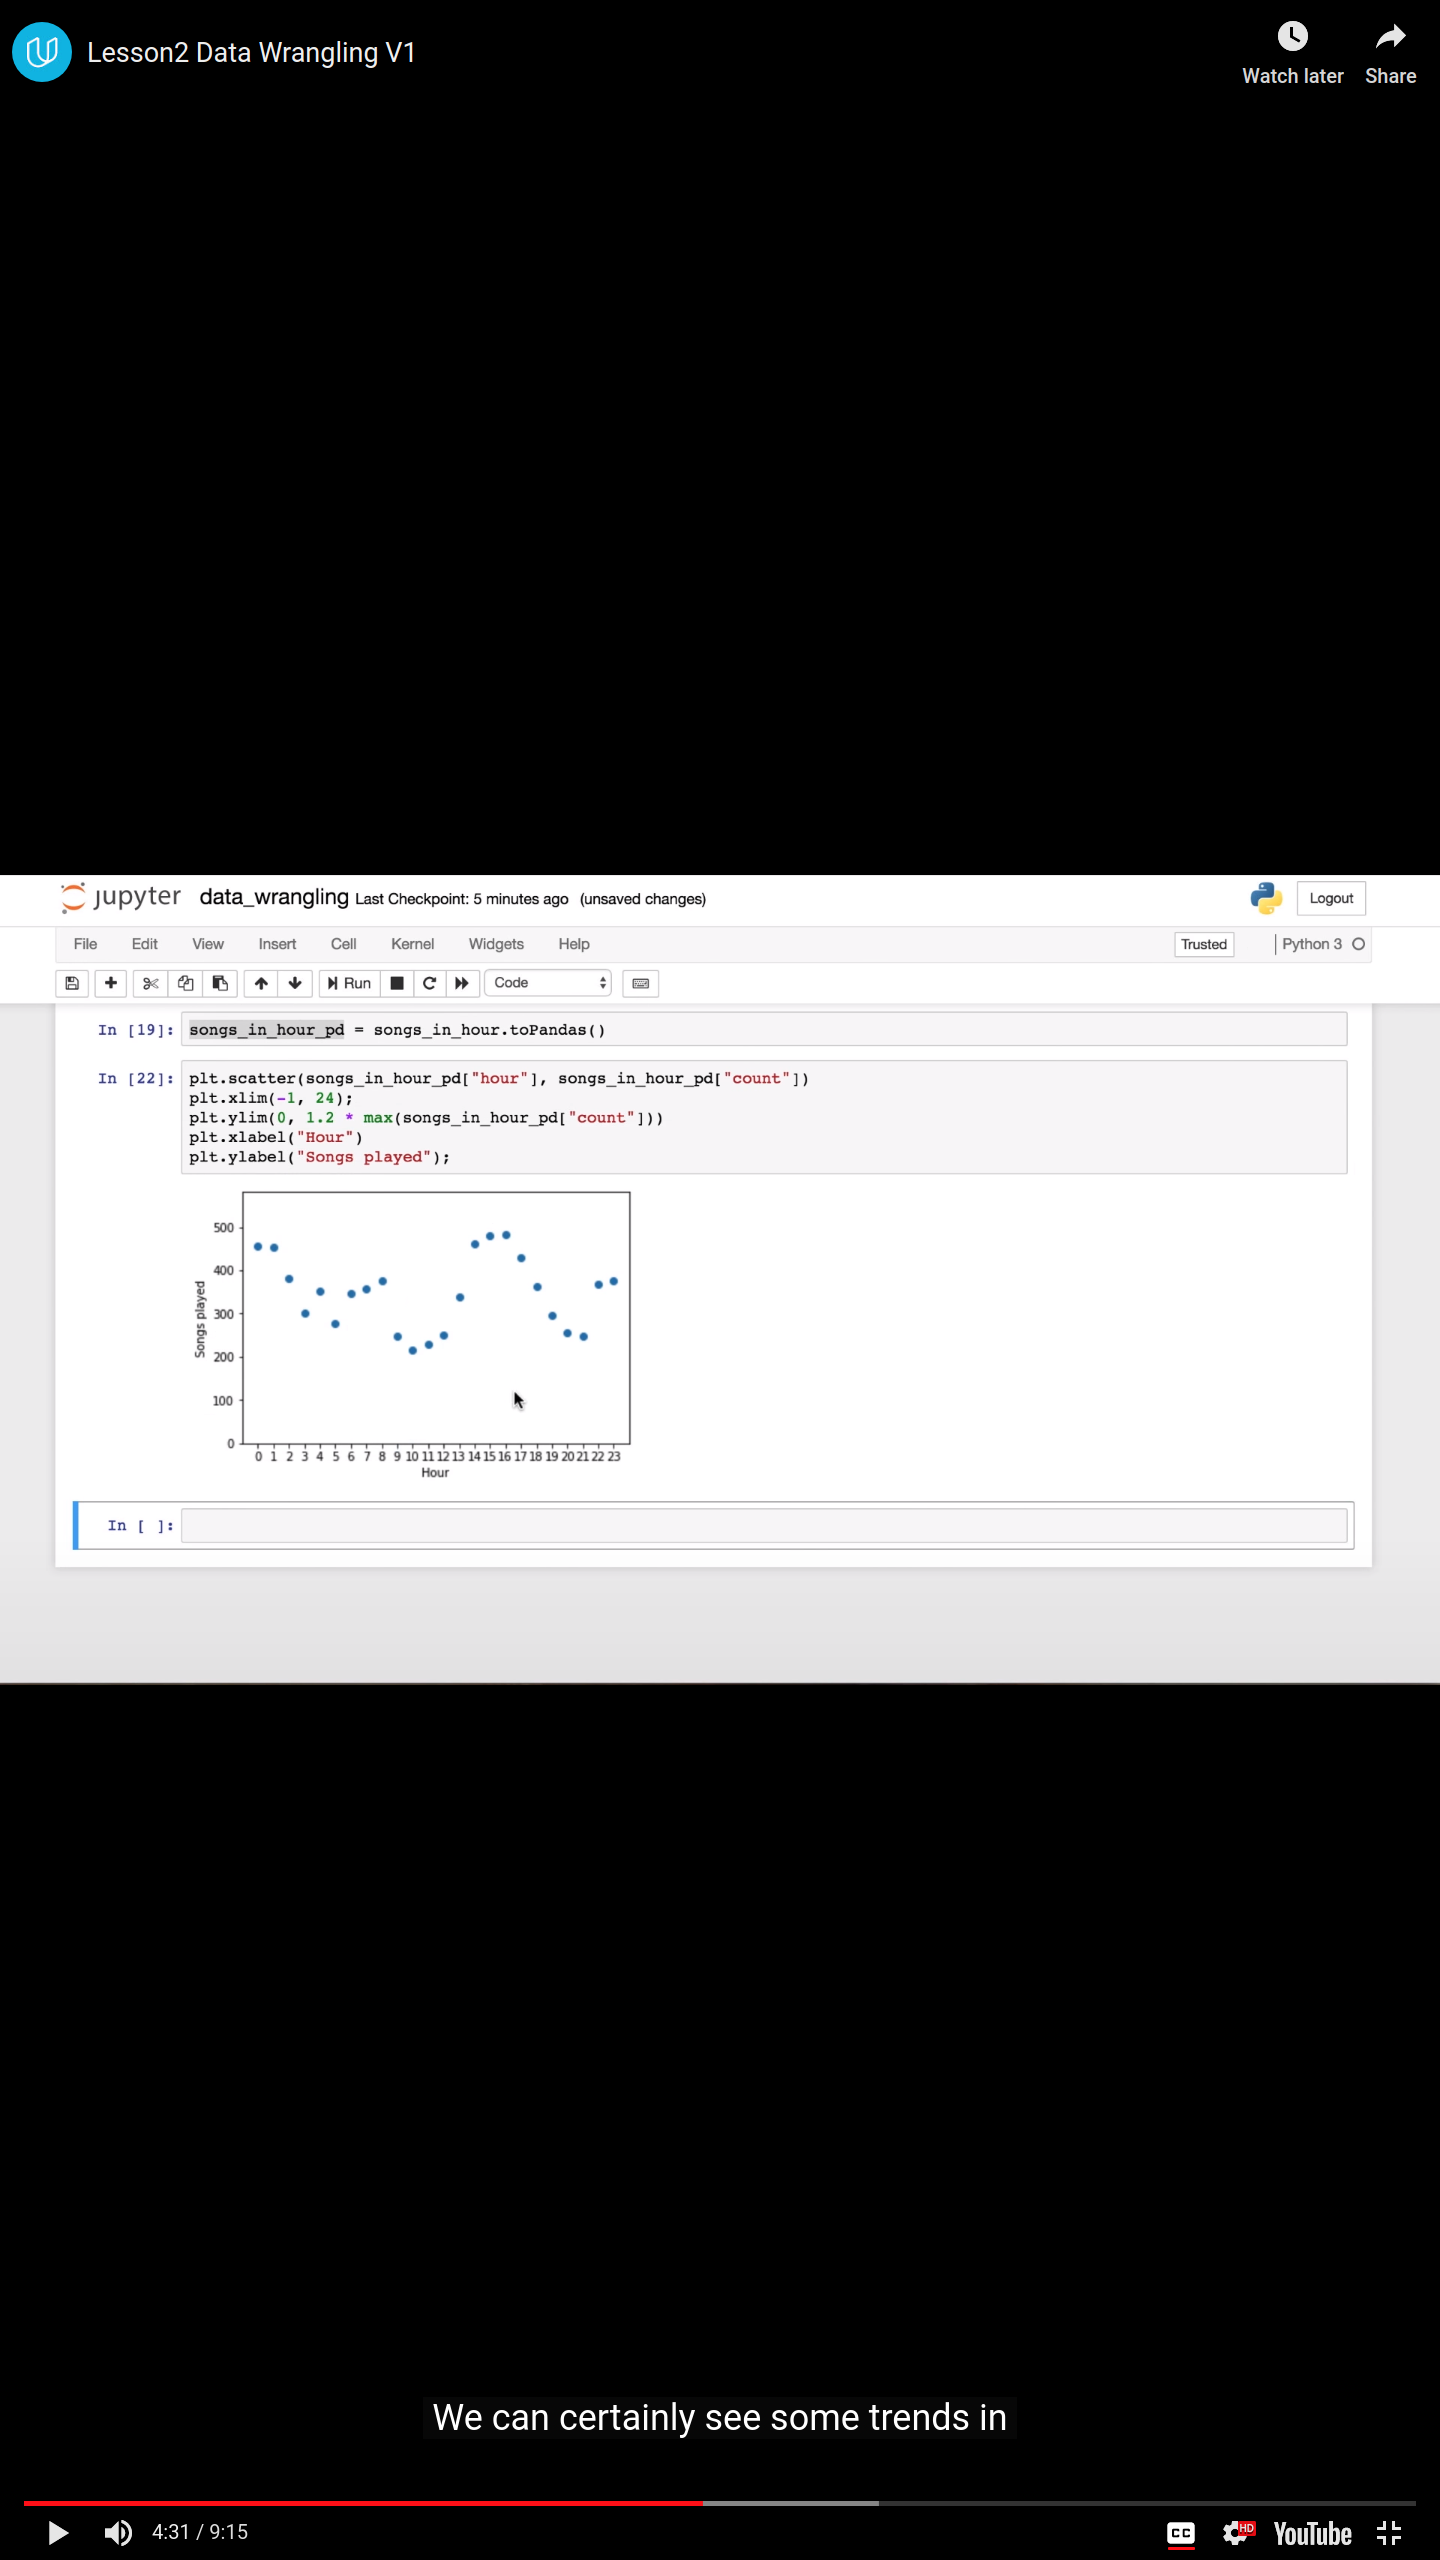 Lesson2 Data Wrangling V1
Watch later
Share
jupyter data_wrangling Last Checkpoint: 5 minutes ago (unsaved changes)
Logout
File Edit View Insert Cell Kernel Widgets Help
Trusted
Python 3
Run
Code
In [19]: songs_in_hour_pd = songs_in_hour.toPandas()
In [22]: plt.scatter(songs_in_hour_pd["hour"], songs_in_hour_pd["count"])
plt.xlim(-1, 24);
plt.ylim(0, 1.2 * max(songs_in_hour_pd["count"]))
plt.xlabel("Hour")
plt.ylabel("Songs played");
500
400
300
200
100
0
Songs played
0 1 2 3 4 5 6 7 8 9 10 11 12 13 14 15 16 17 18 19 20 21 22 23
Hour
In [ ]:
We can certainly see some trends in
4:31 / 9:15
CC
HD
YouTube